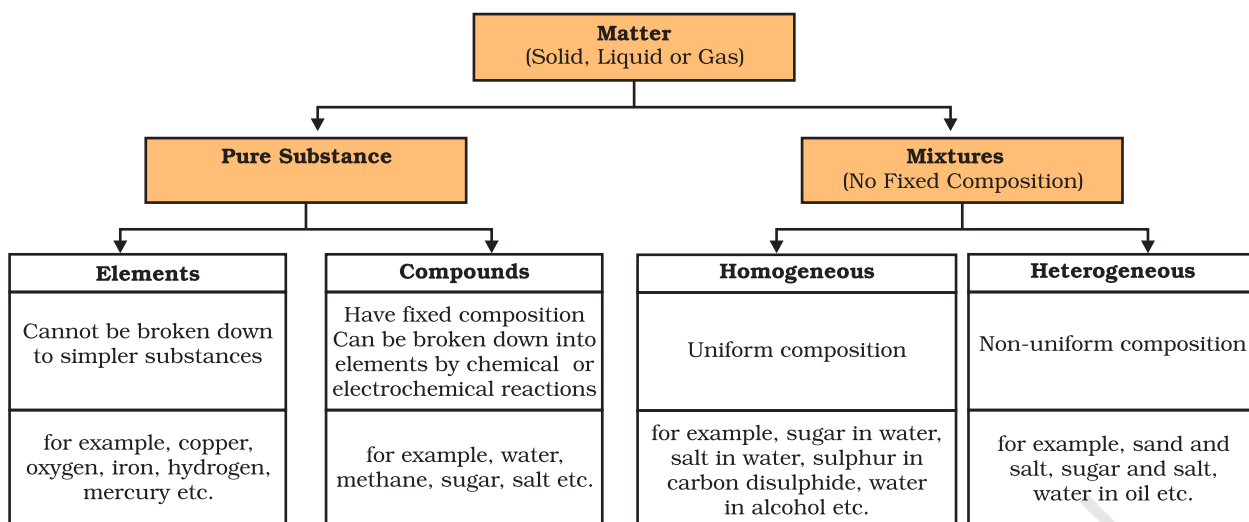 Matter
(Solid, Liquid or Gas)
Pure Substance
Mixtures
(No Fixed Composition)
Elements
Cannot be broken down
to simpler substances
for example, copper,
oxygen, iron, hydrogen,
mercury etc.
Compounds
Have fixed composition
Can be broken down into
elements by chemical or
electrochemical reactions
for example, water,
methane, sugar, salt etc.
Homogeneous
Uniform composition
for example, sugar in water,
salt in water, sulphur in
carbon disulphide, water
in alcohol etc.
Heterogeneous
Non-uniform composition
for example, sand and
salt, sugar and salt,
water in oil etc.